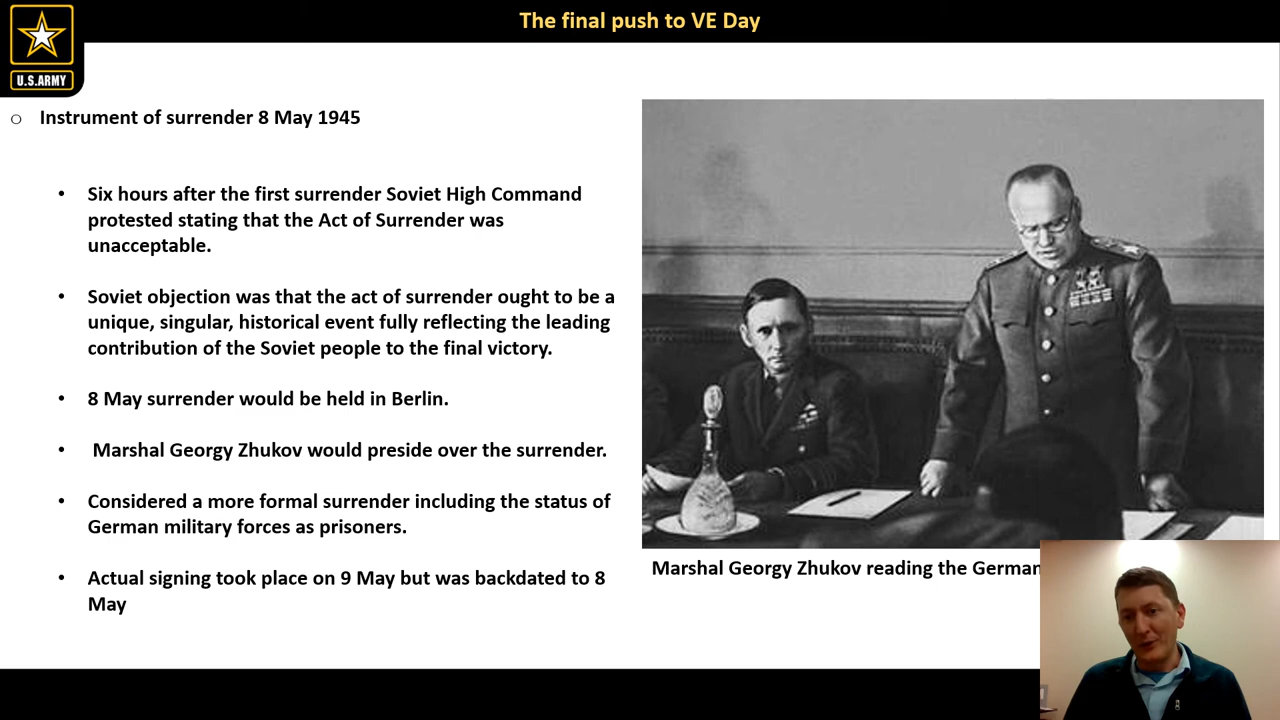 The final push to VE Day
U.S.ARMY
○ Instrument of surrender 8 May 1945
• Six hours after the first surrender Soviet High Command
protested stating that the Act of Surrender was
unacceptable.
• Soviet objection was that the act of surrender ought to be a
unique, singular, historical event fully reflecting the leading
contribution of the Soviet people to the final victory.
• 8 May surrender would be held in Berlin.
• Marshal Georgy Zhukov would preside over the surrender.
• Considered a more formal surrender including the status of
German military forces as prisoners.
• Actual signing took place on 9 May but was backdated to 8
May
Marshal Georgy Zhukov reading the German